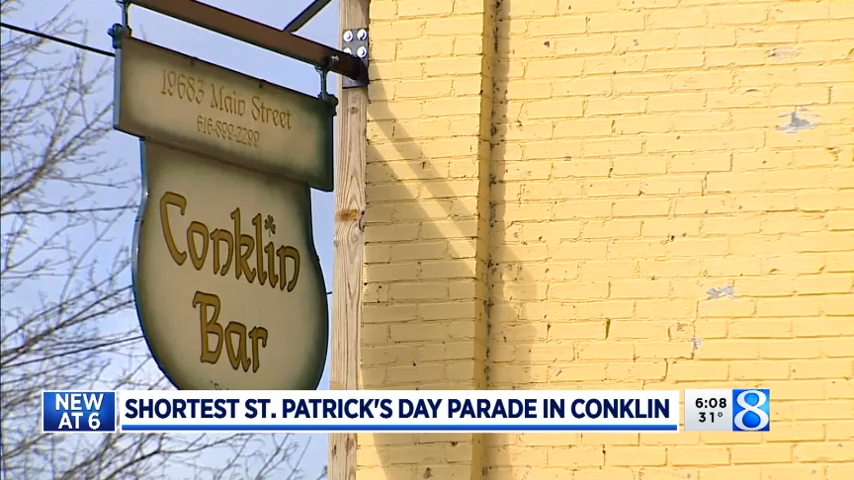 19683 Main Street
616-899-2299
Conklin
Bar
NEW
AT 6
SHORTEST ST. PATRICK'S DAY PARADE IN CONKLIN
6:08
31°
8